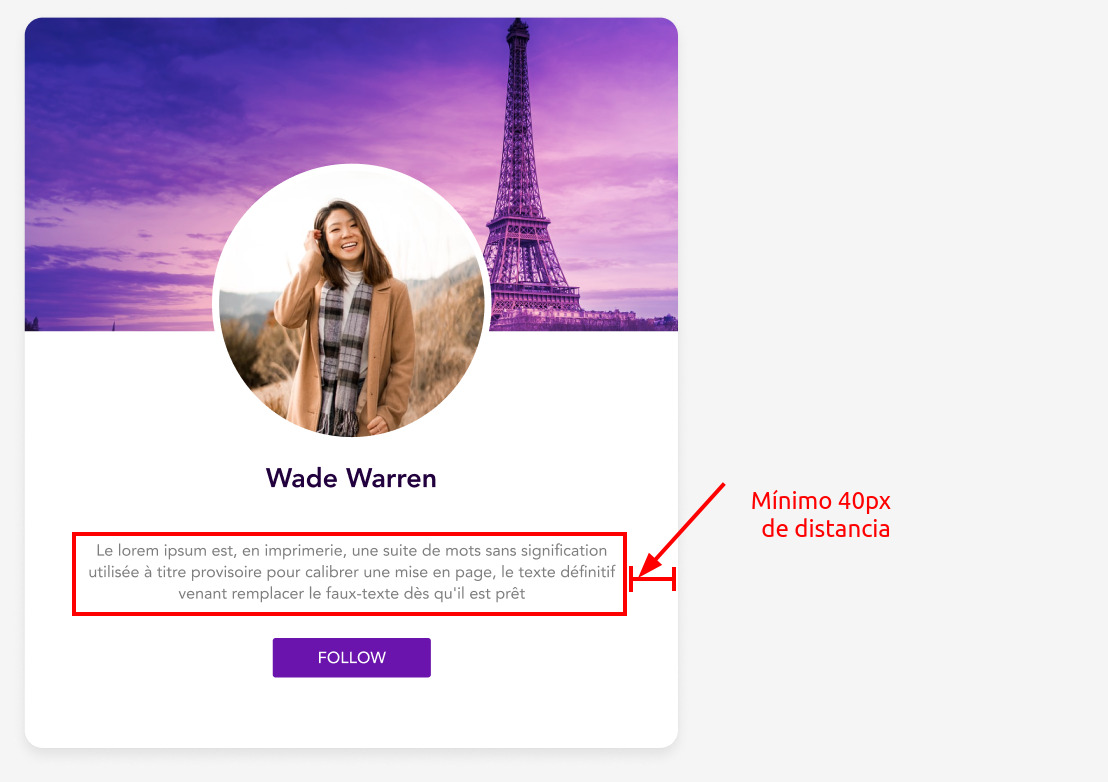 Wade Warren
Le lorem ipsum est, en imprimerie, une suite de mots sans signification
utilisée à titre provisoire pour calibrer une mise en page, le texte définitif
venant remplacer le faux-texte dès qu'il est prêt
FOLLOW
Mínimo 40px
de distancia